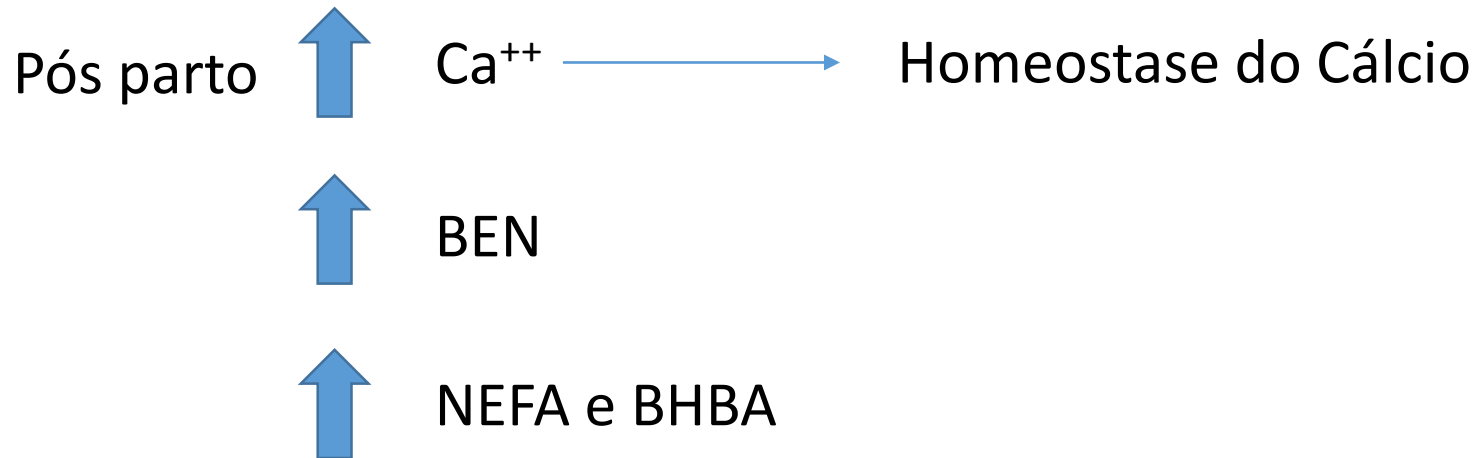 Pós parto
Ca⁺⁺
Homeostase do Cálcio
BEN
NEFA e BHBA